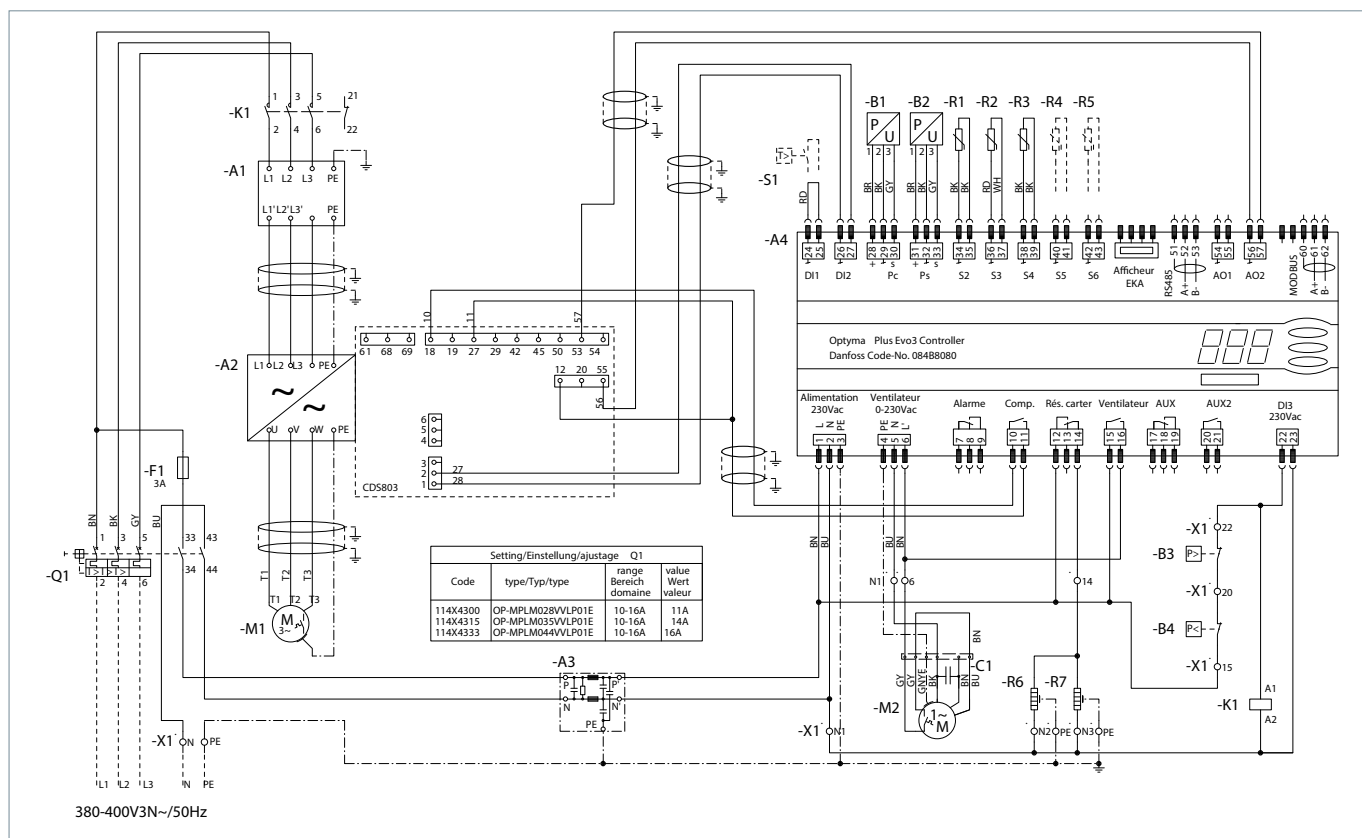 -K1
1 3 5 21
2 4 6 22
-A1
L1 L2 L3 PE
L1' L2' L3' PE
-A2
L1 L2 L3 PE
U V W PE
-F1
3A
BN BK GY BU
1 3 5 33 43
-Q1
I> I> I>
2 4 6 34 44
T1 T2 T3
T1 T2 T3
M
3~
-M1
-X1 N PE
L1 L2 L3 N PE
380-400V3N~/50Hz
10 11 57
61 68 69 18 19 27 29 42 45 50 53 54
12 20 55
56
6
5
4
3
2
1
27
28
CDS803
Setting/Einstellung/ajustage Q1
Code type/Typ/type range Bereich domaine value Wert valeur
114X4300 OP-MPLM028VVLP01E 10-16A 11A
114X4315 OP-MPLM035VVLP01E 10-16A 14A
114X4333 OP-MPLM044VVLP01E 10-16A 16A
-A3
P P'
N N'
PE
-S1
T>
RD
-B1 -B2 -R1 -R2 -R3 -R4 -R5
P U P U
1 2 3 1 2 3
BR BK GY BR BK GY BK BK RD WH BK BK
-A4
24 25 26 27 28 29 30 31 32 33 34 35 36 37 38 39 40 41 42 43
+ s + s
DI1 DI2 Pc Ps S2 S3 S4 S5 S6
Afficheur
EKA
RS485
51 52 53
A+ B-
54 55 56 57
AO1 AO2
MODBUS
60 61 62
A+ B-
Optyma Plus Evo3 Controller
Danfoss Code-No. 084B8080
Alimentation
230Vac
L N PE
1 2 3
Ventilateur
0-230Vac
PE N L'
4 5 6
Alarme
7 8 9
Comp.
10 11
Rés. carter
12 13 14
Ventilateur
15 16
AUX
17 18 19
AUX2
20 21
DI3
230Vac
22 23
BN BU
BU BN
N1 6
14
BN
-C1
GY GY GNYE BK BN BU
-M2
1~
M
-R6 -R7
-X1 N1
N2 PE N3 PE
-X1 22
-B3 P>
-X1 20
-B4 P<
-X1 15
-K1
A1
A2